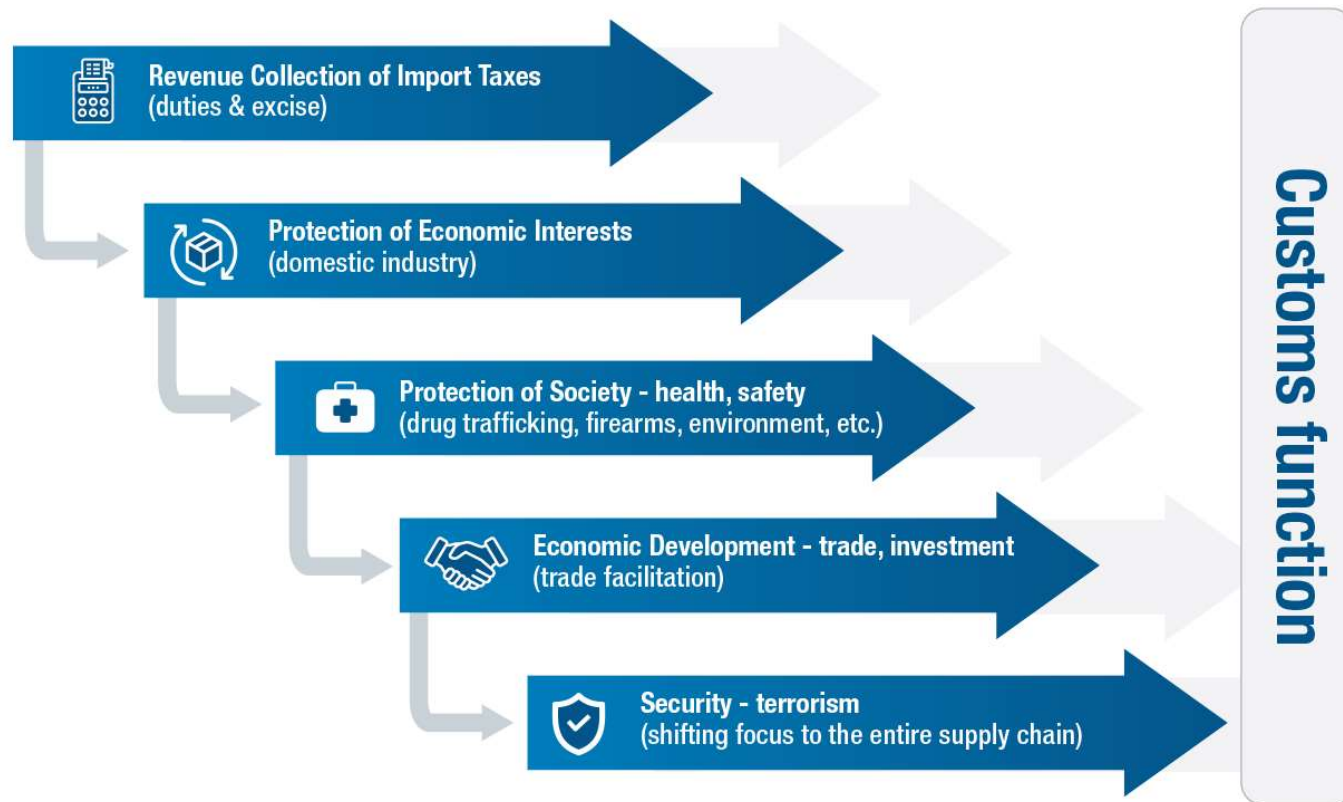 Revenue Collection of Import Taxes
(duties & excise)
Protection of Economic Interests
(domestic industry)
Protection of Society - health, safety
(drug trafficking, firearms, environment, etc.)
Economic Development - trade, investment
(trade facilitation)
Security - terrorism
(shifting focus to the entire supply chain)
Customs function